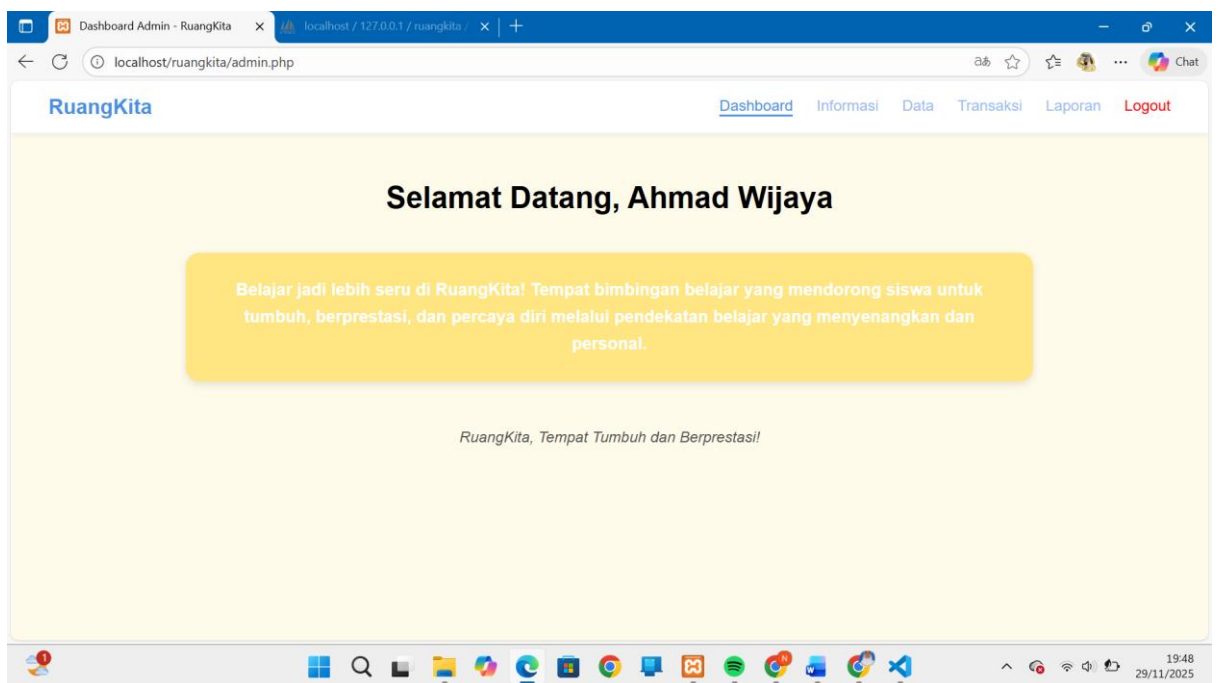 Dashboard Admin - RuangKita
localhost / 127.0.0.1 / ruangkita /
localhost/ruangkita/admin.php
Chat
RuangKita
Dashboard Informasi Data Transaksi Laporan Logout
Selamat Datang, Ahmad Wijaya
Belajar jadi lebih seru di RuangKita! Tempat bimbingan belajar yang mendorong siswa untuk
tumbuh, berprestasi, dan percaya diri melalui pendekatan belajar yang menyenangkan dan
personal.
RuangKita, Tempat Tumbuh dan Berprestasi!
1
19:48
29/11/2025